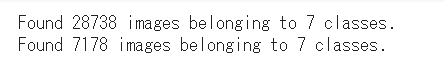 Found 28738 images belonging to 7 classes.
Found 7178 images belonging to 7 classes.